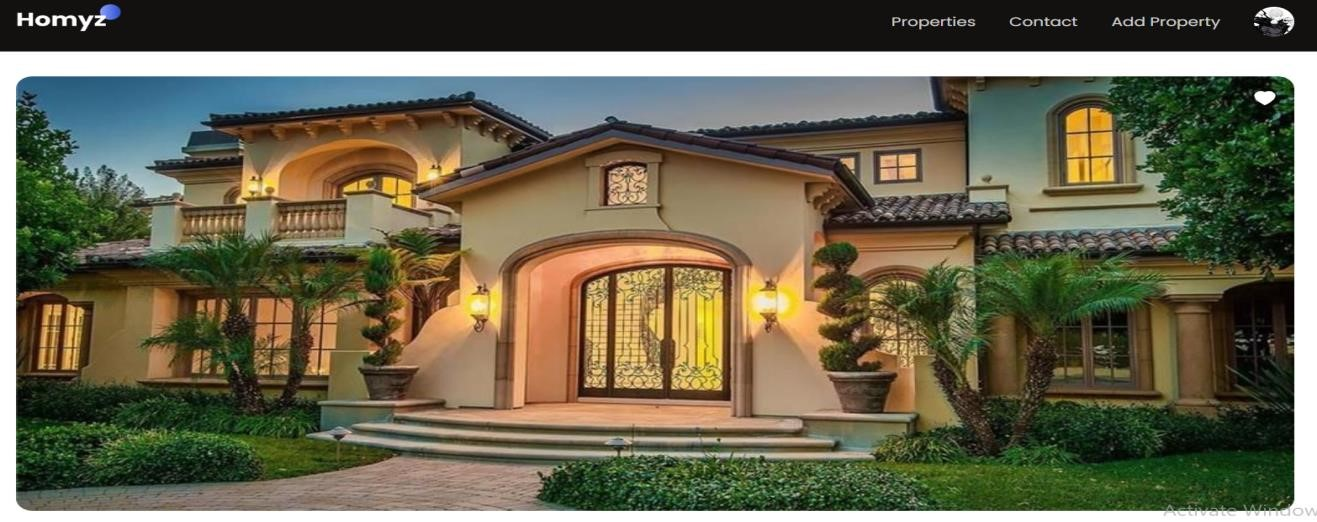 Homyz
Properties Contact Add Property
Activate Window